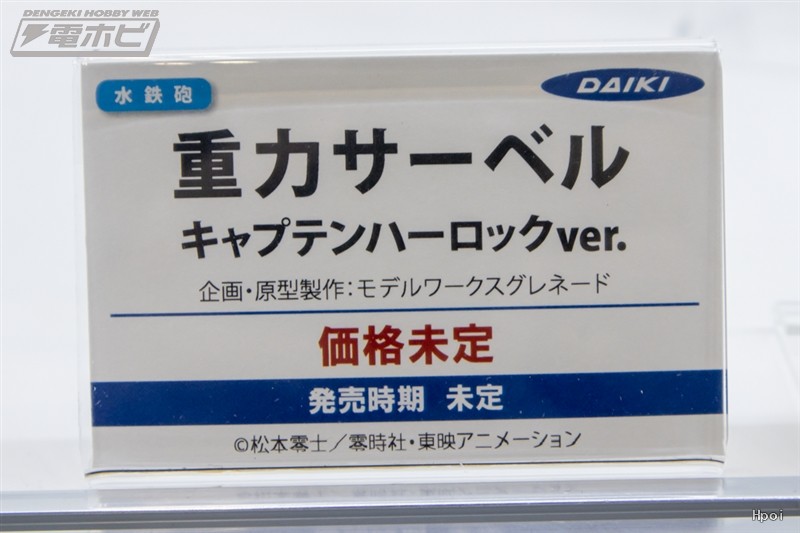 DENGEKI HOBBY WEB
電ホビ
水鉄砲
DAIKI
重力サーベル
キャプテンハーロックver.
企画・原型製作：モデルワークスグレネード
価格未定
発売時期 未定
©松本零士／零時社・東映アニメーション
Hpoi